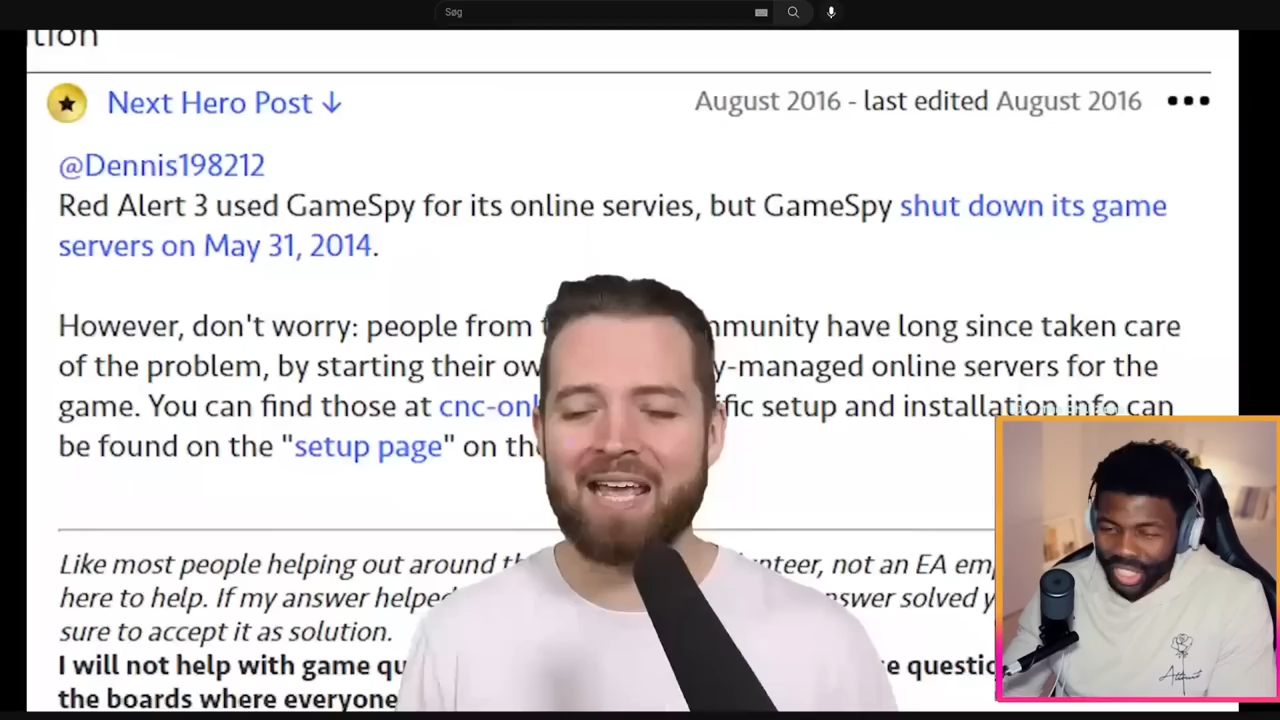 Søg
ition
Next Hero Post ↓
August 2016 - last edited August 2016
@Dennis198212
Red Alert 3 used GameSpy for its online servies, but GameSpy shut down its game
servers on May 31, 2014.
However, don't worry: people from mmunity have long since taken care
of the problem, by starting their ow y-managed online servers for the
game. You can find those at cnc-onl fic setup and installation info can
be found on the "setup page" on the
Like most people helping out around th nteer, not an EA emp
here to help. If my answer helped nswer solved y
sure to accept it as solution.
I will not help with game qu e questio
the boards where everyone